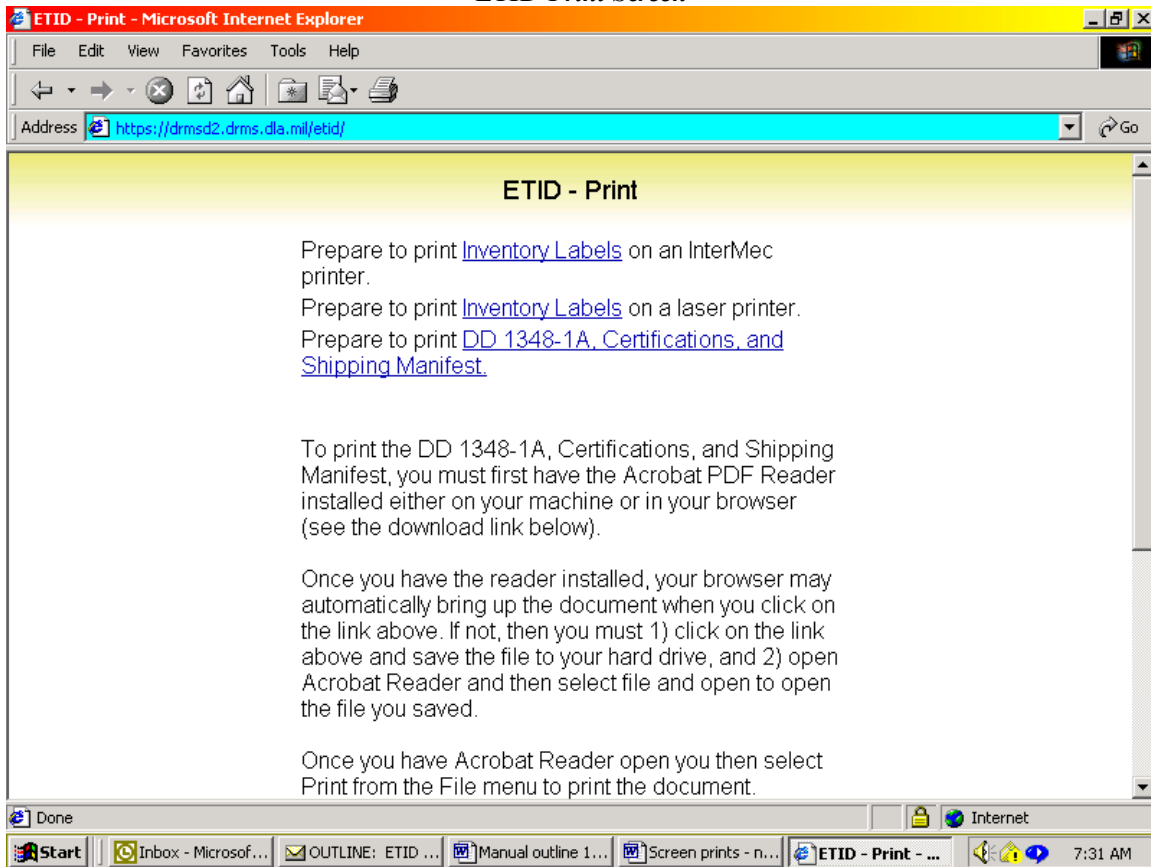 ETID Print Screen
ETID - Print - Microsoft Internet Explorer
File Edit View Favorites Tools Help
Address https://drmsd2.drms.dla.mil/etid/ Go
ETID - Print
Prepare to print Inventory Labels on an InterMec
printer.
Prepare to print Inventory Labels on a laser printer.
Prepare to print DD 1348-1A, Certifications, and
Shipping Manifest.
To print the DD 1348-1A, Certifications, and Shipping
Manifest, you must first have the Acrobat PDF Reader
installed either on your machine or in your browser
(see the download link below).
Once you have the reader installed, your browser may
automatically bring up the document when you click on
the link above. If not, then you must 1) click on the link
above and save the file to your hard drive, and 2) open
Acrobat Reader and then select file and open to open
the file you saved.
Once you have Acrobat Reader open you then select
Print from the File menu to print the document.
Done Internet
Start Inbox - Microsof... OUTLINE: ETID ... Manual outline 1... Screen prints - n... ETID - Print - ... 7:31 AM